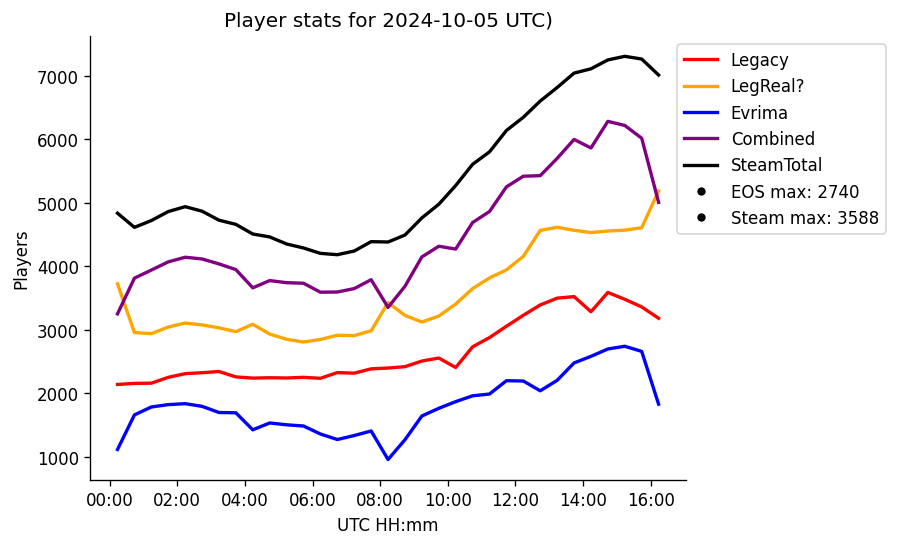 Player stats for 2024-10-05 UTC)
Legacy
LegReal?
Evrima
Combined
SteamTotal
EOS max: 2740
Steam max: 3588
Players
7000
6000
5000
4000
3000
2000
1000
00:00 02:00 04:00 06:00 08:00 10:00 12:00 14:00 16:00
UTC HH:mm